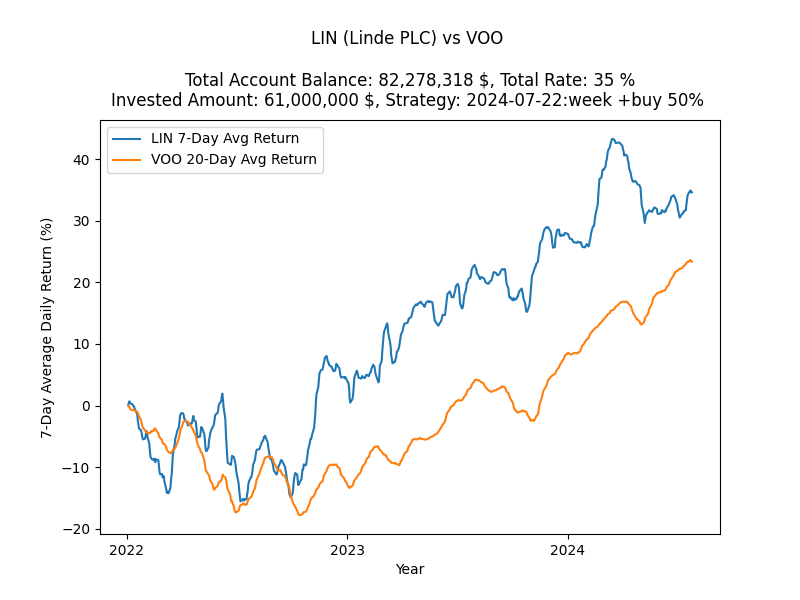 LIN (Linde PLC) vs VOO
Total Account Balance: 82,278,318 $, Total Rate: 35 %
Invested Amount: 61,000,000 $, Strategy: 2024-07-22:week +buy 50%
LIN 7-Day Avg Return
VOO 20-Day Avg Return
7-Day Average Daily Return (%)
40
30
20
10
0
−10
−20
2022
2023
2024
Year